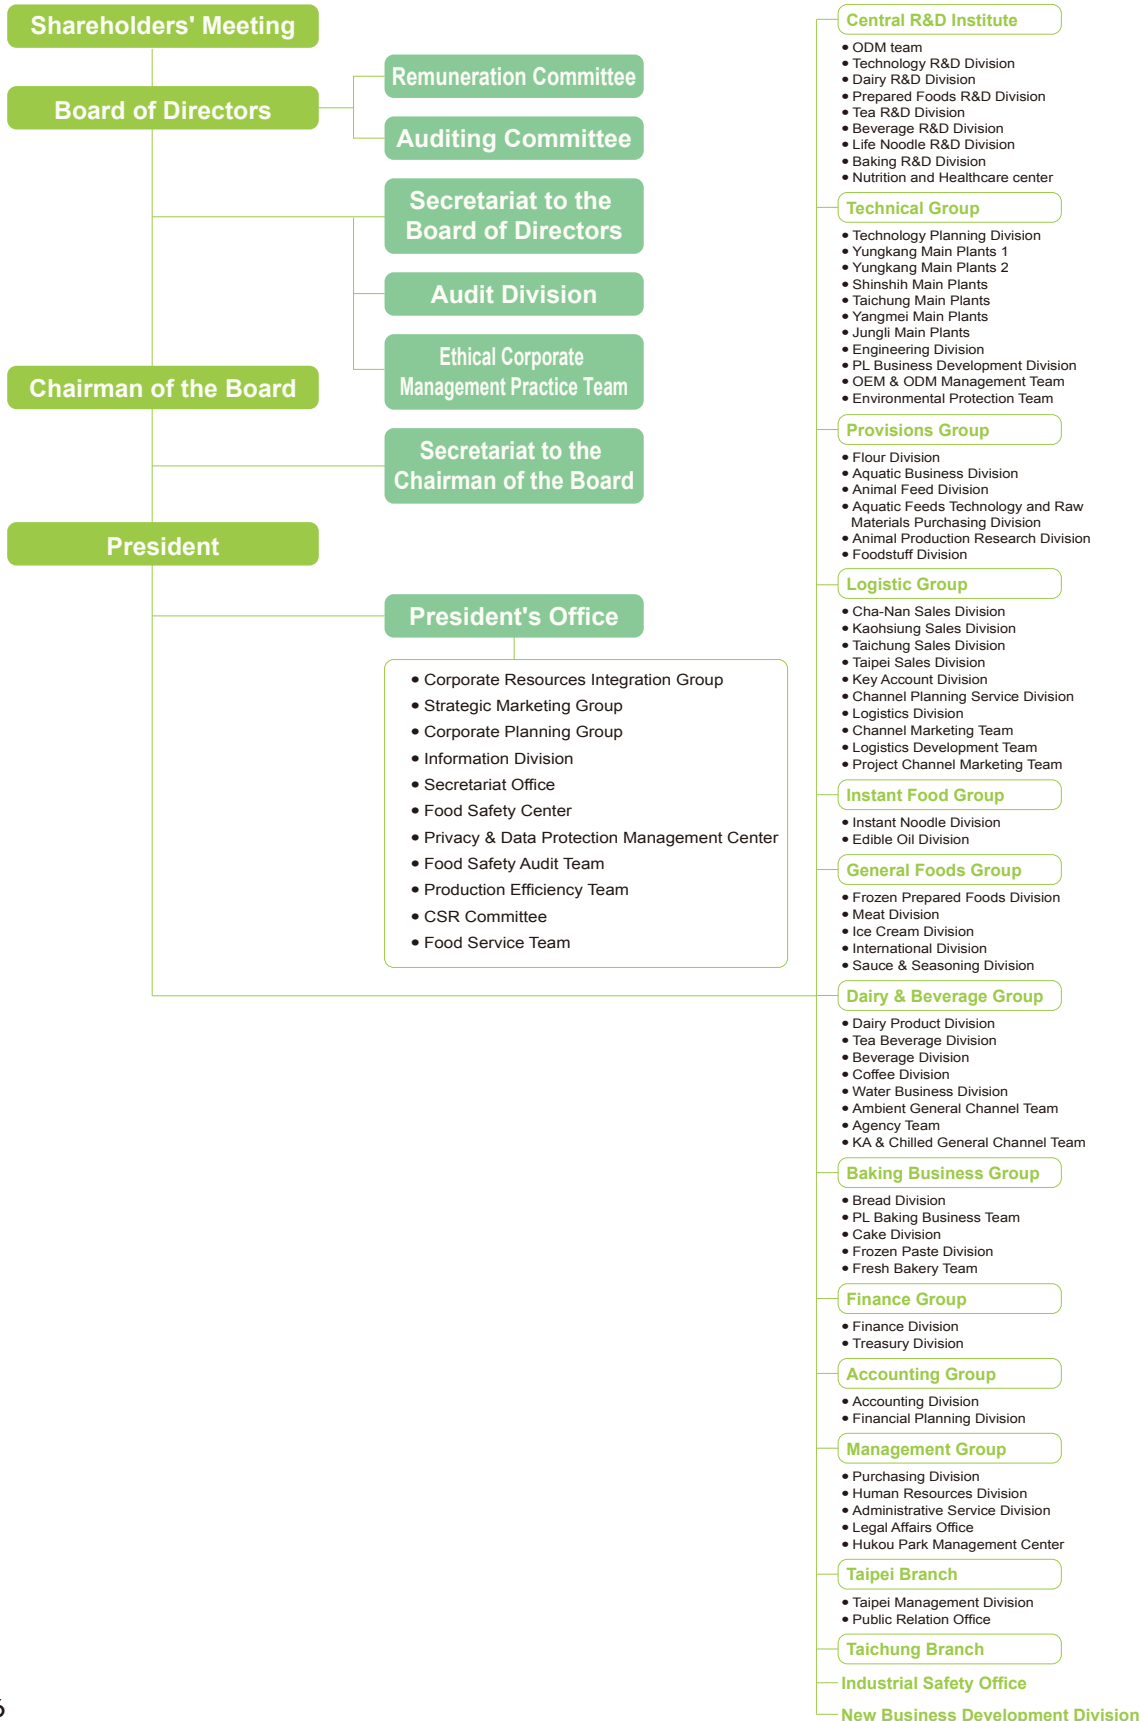 Shareholders' Meeting
Board of Directors
Remuneration Committee
Auditing Committee
Secretariat to the
Board of Directors
Audit Division
Ethical Corporate
Management Practice Team
Chairman of the Board
Secretariat to the
Chairman of the Board
President
President's Office
• Corporate Resources Integration Group
• Strategic Marketing Group
• Corporate Planning Group
• Information Division
• Secretariat Office
• Food Safety Center
• Privacy & Data Protection Management Center
• Food Safety Audit Team
• Production Efficiency Team
• CSR Committee
• Food Service Team
Central R&D Institute
• ODM team
• Technology R&D Division
• Dairy R&D Division
• Prepared Foods R&D Division
• Tea R&D Division
• Beverage R&D Division
• Life Noodle R&D Division
• Baking R&D Division
• Nutrition and Healthcare center
Technical Group
• Technology Planning Division
• Yungkang Main Plants 1
• Yungkang Main Plants 2
• Shinshih Main Plants
• Taichung Main Plants
• Yangmei Main Plants
• Jungli Main Plants
• Engineering Division
• PL Business Development Division
• OEM & ODM Management Team
• Environmental Protection Team
Provisions Group
• Flour Division
• Aquatic Business Division
• Animal Feed Division
• Aquatic Feeds Technology and Raw
Materials Purchasing Division
• Animal Production Research Division
• Foodstuff Division
Logistic Group
• Cha-Nan Sales Division
• Kaohsiung Sales Division
• Taichung Sales Division
• Taipei Sales Division
• Key Account Division
• Channel Planning Service Division
• Logistics Division
• Channel Marketing Team
• Logistics Development Team
• Project Channel Marketing Team
Instant Food Group
• Instant Noodle Division
• Edible Oil Division
General Foods Group
• Frozen Prepared Foods Division
• Meat Division
• Ice Cream Division
• International Division
• Sauce & Seasoning Division
Dairy & Beverage Group
• Dairy Product Division
• Tea Beverage Division
• Beverage Division
• Coffee Division
• Water Business Division
• Ambient General Channel Team
• Agency Team
• KA & Chilled General Channel Team
Baking Business Group
• Bread Division
• PL Baking Business Team
• Cake Division
• Frozen Paste Division
• Fresh Bakery Team
Finance Group
• Finance Division
• Treasury Division
Accounting Group
• Accounting Division
• Financial Planning Division
Management Group
• Purchasing Division
• Human Resources Division
• Administrative Service Division
• Legal Affairs Office
• Hukou Park Management Center
Taipei Branch
• Taipei Management Division
• Public Relation Office
Taichung Branch
Industrial Safety Office
New Business Development Division